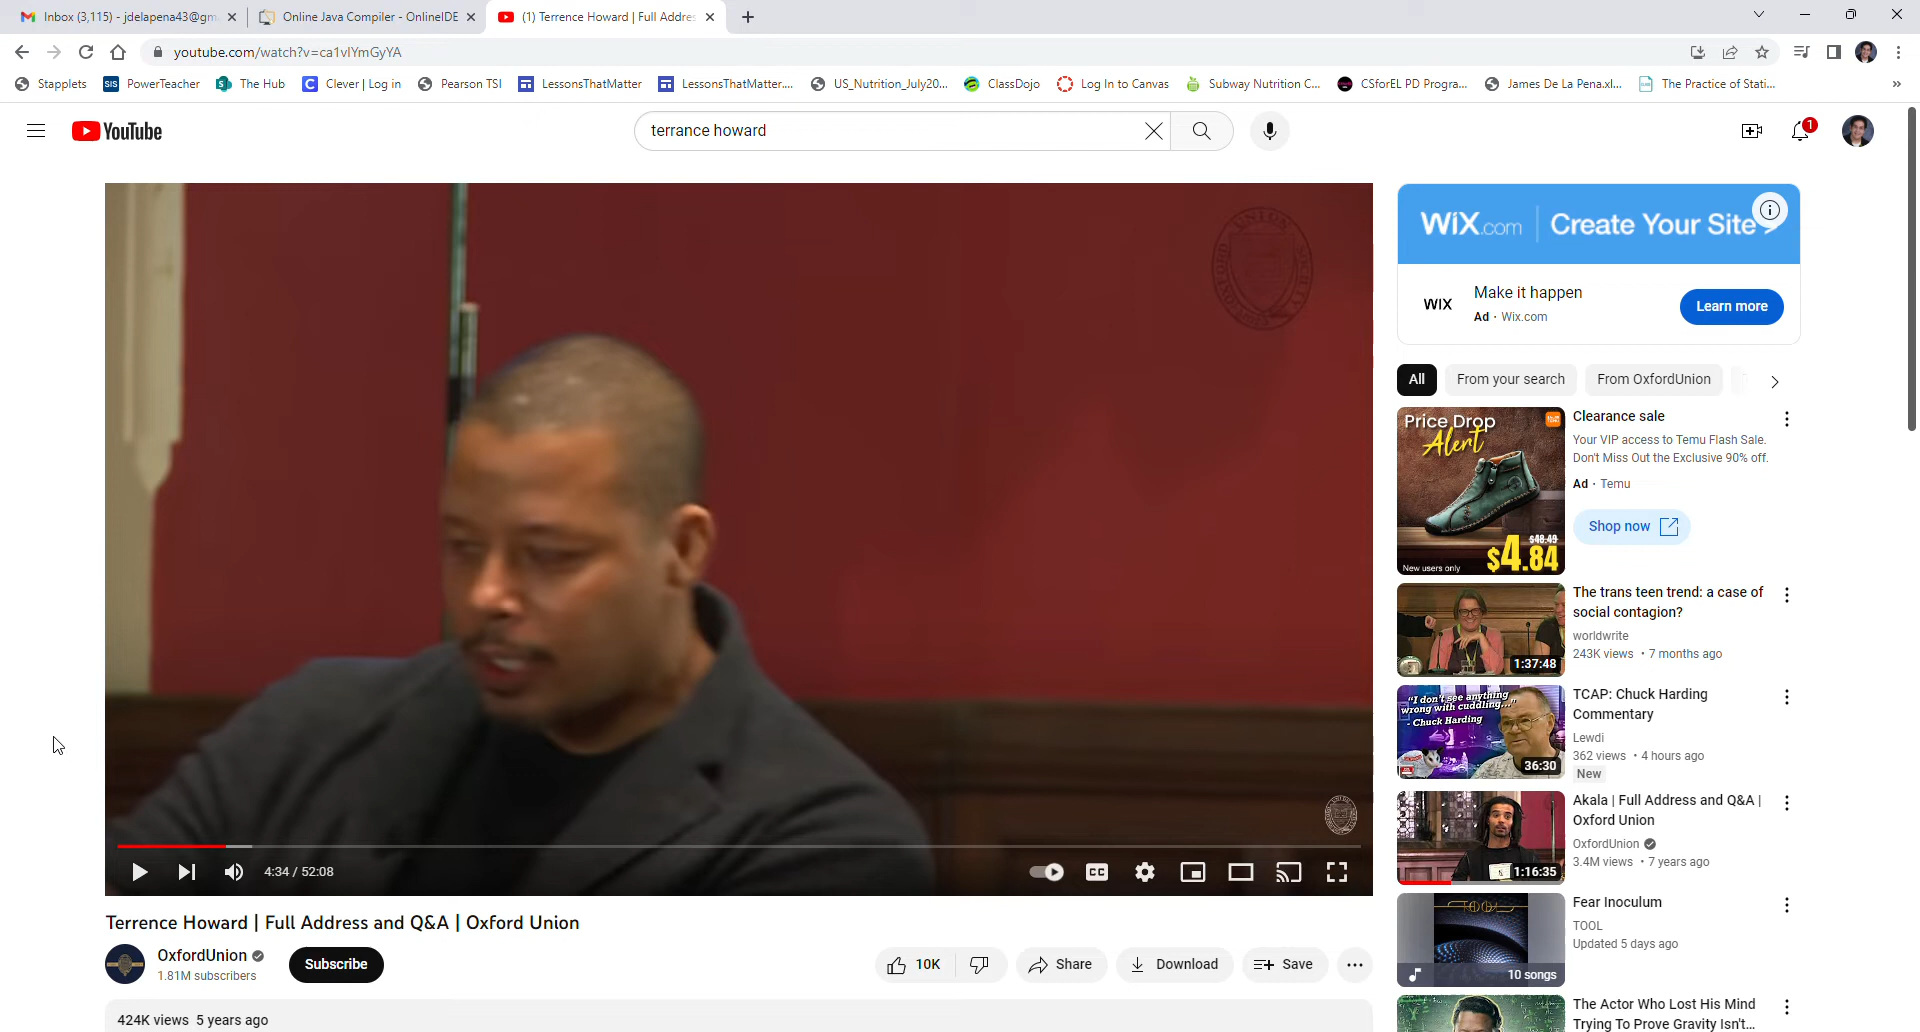 Inbox (3,115) - jdelapena43@gm
Online Java Compiler - OnlineIDE
(1) Terrence Howard | Full Addres
youtube.com/watch?v=ca1vlYmGyYA
Stapplets
SIS PowerTeacher
The Hub
Clever | Log in
Pearson TSI
LessonsThatMatter
LessonsThatMatter....
US_Nutrition_July20...
ClassDojo
Log In to Canvas
Subway Nutrition C...
CSforEL PD Progra...
James De La Pena.xl...
The Practice of Stati...
YouTube
terrance howard
1
WiX.com | Create Your Site >
WIX
Make it happen
Ad · Wix.com
Learn more
All
From your search
From OxfordUnion
Price Drop
Alert
$48.49
$4.84
New users only
Clearance sale
Your VIP access to Temu Flash Sale.
Don't Miss Out the Exclusive 90% off.
Ad · Temu
Shop now
The trans teen trend: a case of
social contagion?
worldwrite
243K views · 7 months ago
1:37:48
"I don't see anything
wrong with cuddling..."
- Chuck Harding
36:30
TCAP: Chuck Harding
Commentary
Lewdi
362 views · 4 hours ago
New
1:16:35
Akala | Full Address and Q&A |
Oxford Union
OxfordUnion
3.4M views · 7 years ago
TOOL
10 songs
Fear Inoculum
TOOL
Updated 5 days ago
The Actor Who Lost His Mind
Trying To Prove Gravity Isn't...
4:34 / 52:08
CC
Terrence Howard | Full Address and Q&A | Oxford Union
OxfordUnion
1.81M subscribers
Subscribe
10K
Share
Download
Save
424K views 5 years ago